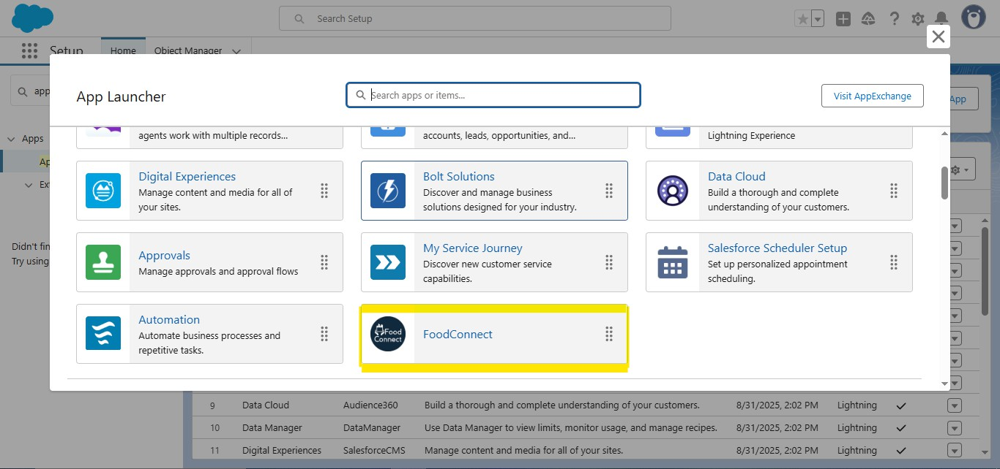 Search Setup
Setup
Home
Object Manager
app
App Launcher
Search apps or items...
Visit AppExchange
App
agents work with multiple records...
accounts, leads, opportunities, and...
Lightning Experience
Apps
Digital Experiences
Manage content and media for all of
your sites.
Bolt Solutions
Discover and manage business
solutions designed for your industry.
Data Cloud
Build a thorough and complete
understanding of your customers.
Approvals
Manage approvals and approval flows
My Service Journey
Discover new customer service
capabilities.
Salesforce Scheduler Setup
Set up personalized appointment
scheduling.
Didn't fin
Try using
Automation
Automate business processes and
repetitive tasks.
Food
Connect
FoodConnect
9 Data Cloud Audience360 Build a thorough and complete understanding of your customers. 8/31/2025, 2:02 PM Lightning
10 Data Manager DataManager Use Data Manager to view limits, monitor usage, and manage recipes. 8/31/2025, 2:02 PM Lightning
11 Digital Experiences SalesforceCMS Manage content and media for all of your sites. 8/31/2025, 2:02 PM Lightning